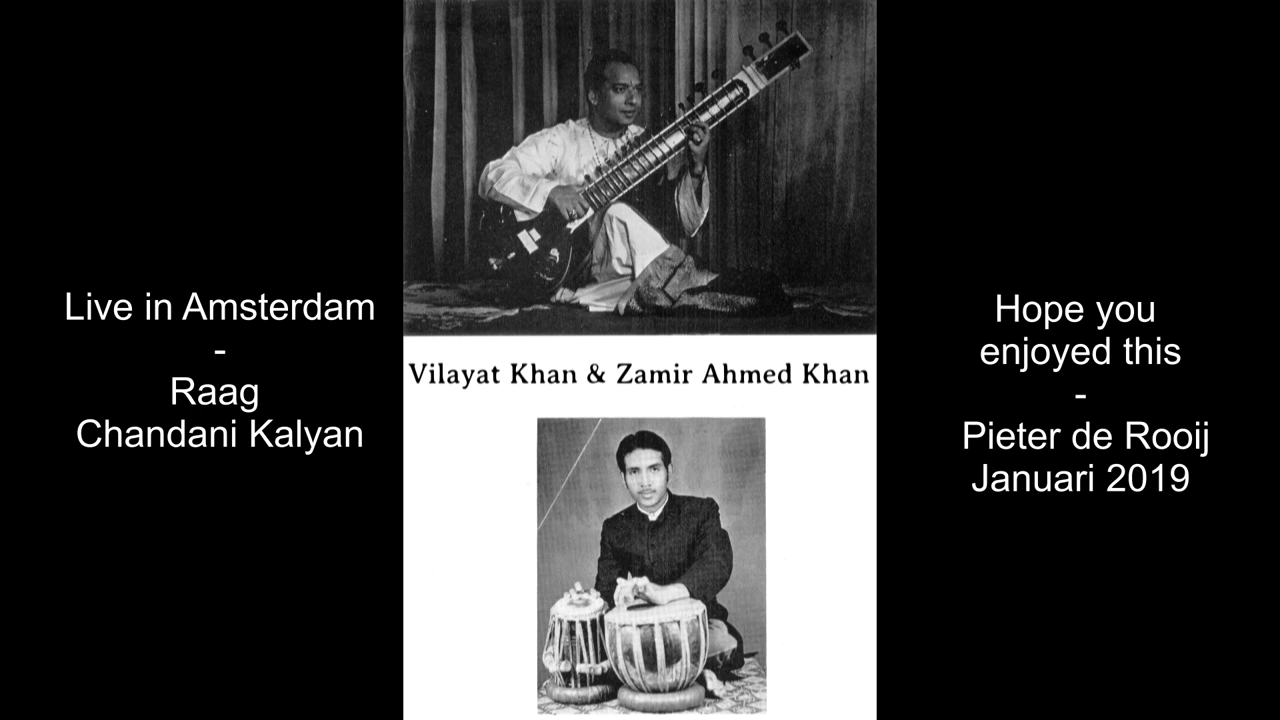 Live in Amsterdam
-
Raag
Chandani Kalyan
Vilayat Khan & Zamir Ahmed Khan
Hope you
enjoyed this
-
Pieter de Rooij
Januari 2019